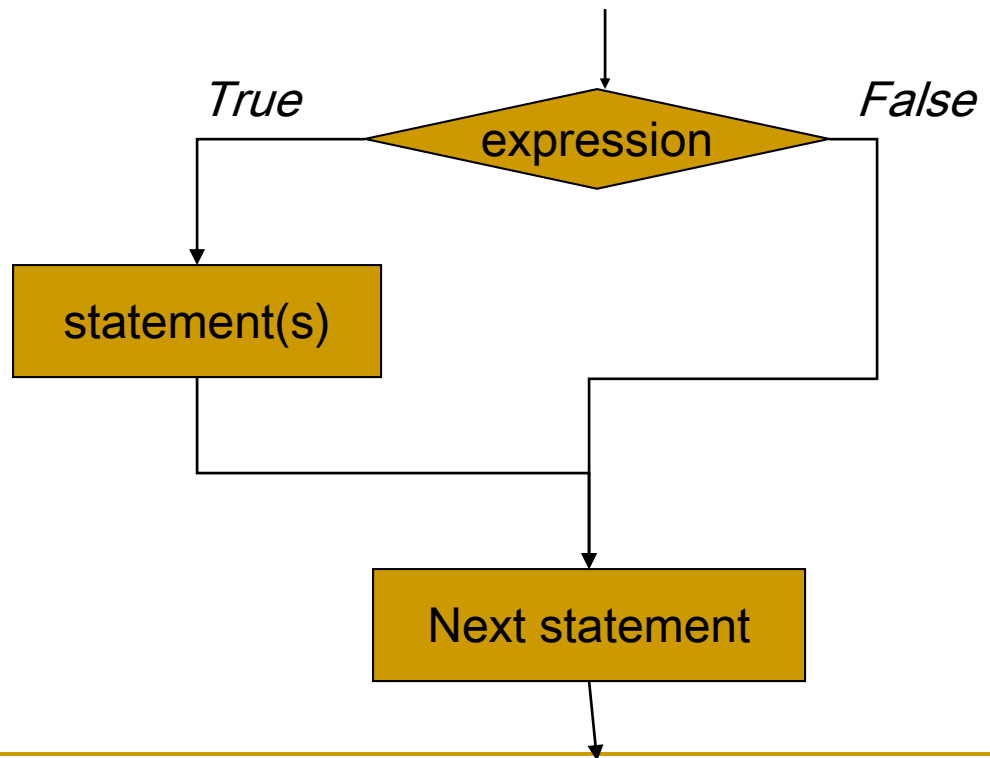 True
False
expression
statement(s)
Next statement